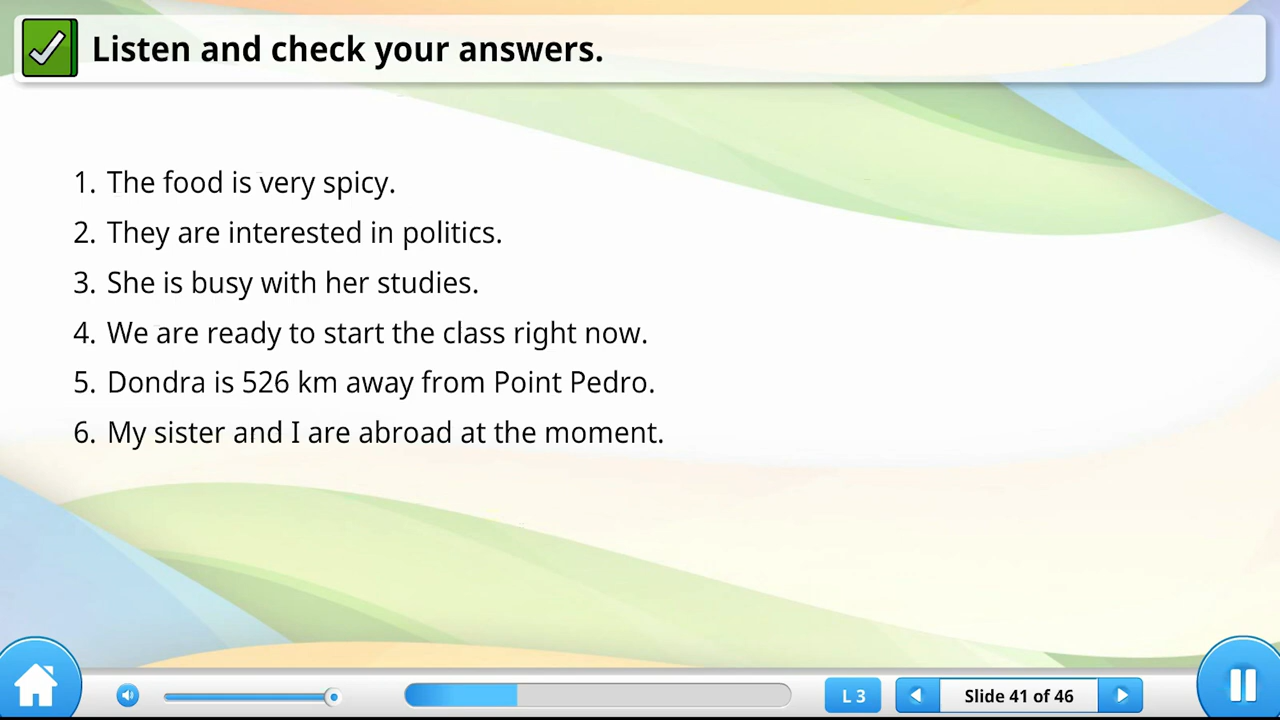 Listen and check your answers.
1. The food is very spicy.
2. They are interested in politics.
3. She is busy with her studies.
4. We are ready to start the class right now.
5. Dondra is 526 km away from Point Pedro.
6. My sister and I are abroad at the moment.
L 3
Slide 41 of 46